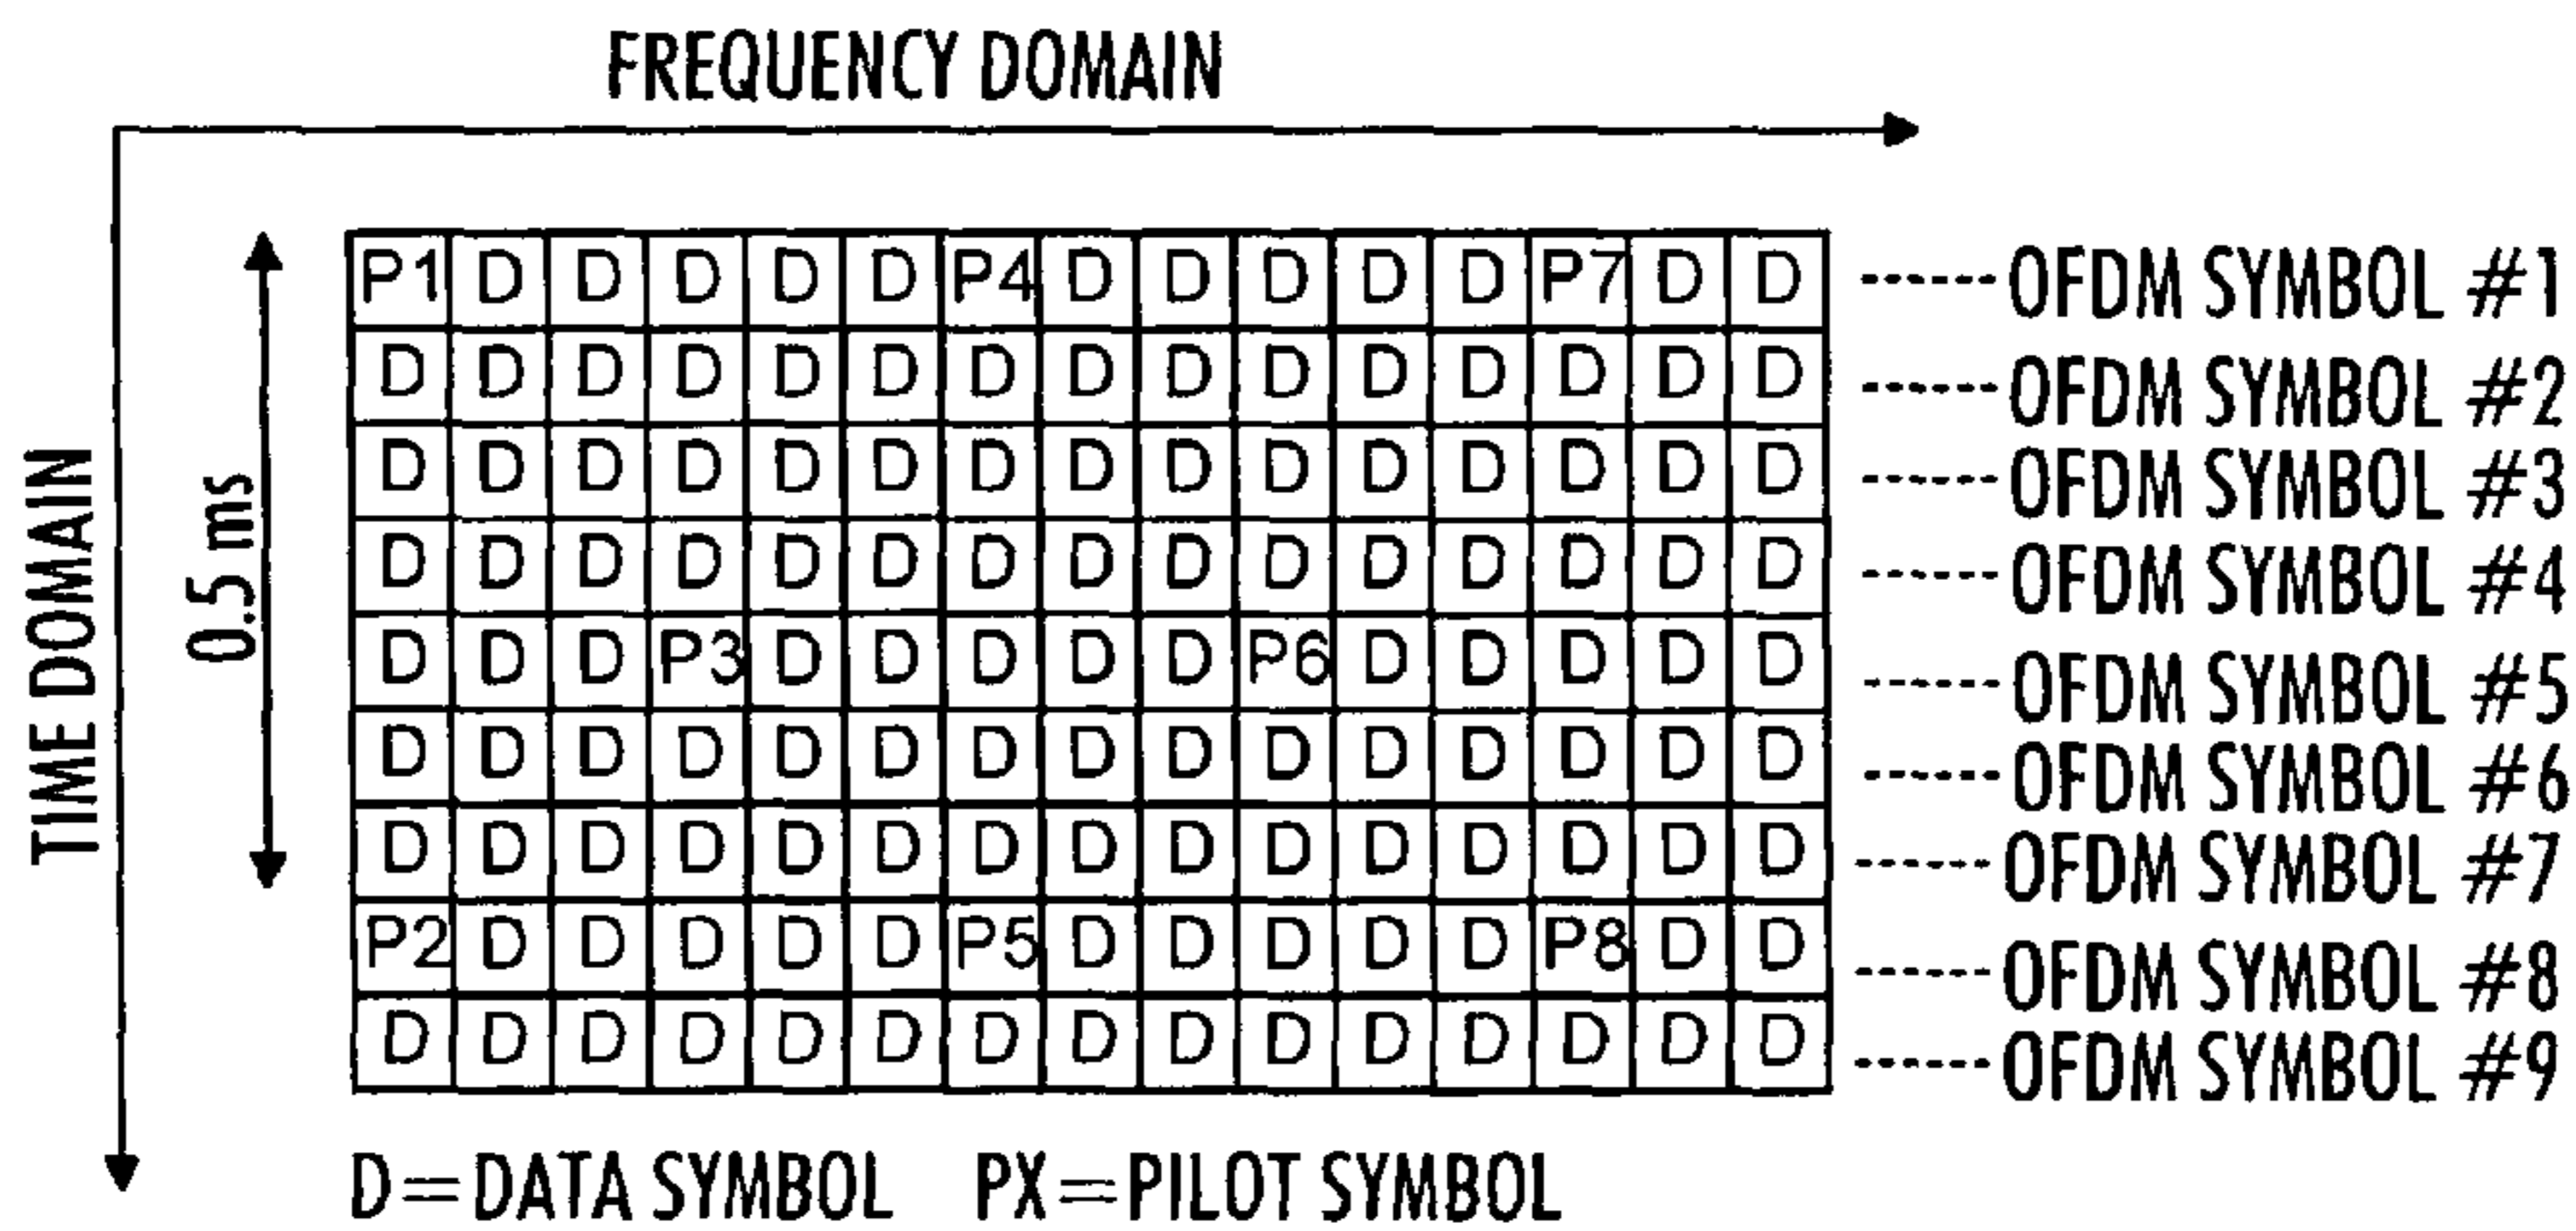 FREQUENCY DOMAIN
TIME DOMAIN
0.5 ms
P1 D D D D D P4 D D D D D P7 D D ------OFDM SYMBOL #1
D D D D D D D D D D D D D D D ------OFDM SYMBOL #2
D D D D D D D D D D D D D D D ------OFDM SYMBOL #3
D D D D D D D D D D D D D D D ------OFDM SYMBOL #4
D D D P3 D D D D D P6 D D D D D ------OFDM SYMBOL #5
D D D D D D D D D D D D D D D ------OFDM SYMBOL #6
D D D D D D D D D D D D D D D ------OFDM SYMBOL #7
P2 D D D D D P5 D D D D D P8 D D ------OFDM SYMBOL #8
D D D D D D D D D D D D D D D ------OFDM SYMBOL #9
D=DATA SYMBOL PX=PILOT SYMBOL